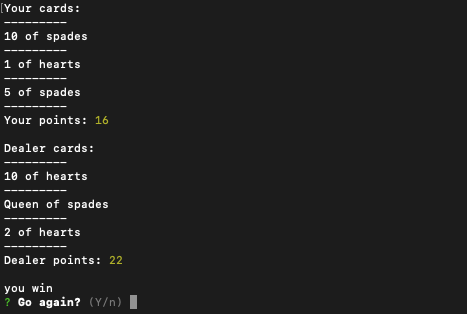 Your cards:
---------
10 of spades
---------
1 of hearts
---------
5 of spades
---------
Your points: 16
Dealer cards:
---------
10 of hearts
---------
Queen of spades
---------
2 of hearts
---------
Dealer points: 22
you win
? Go again? (Y/n)